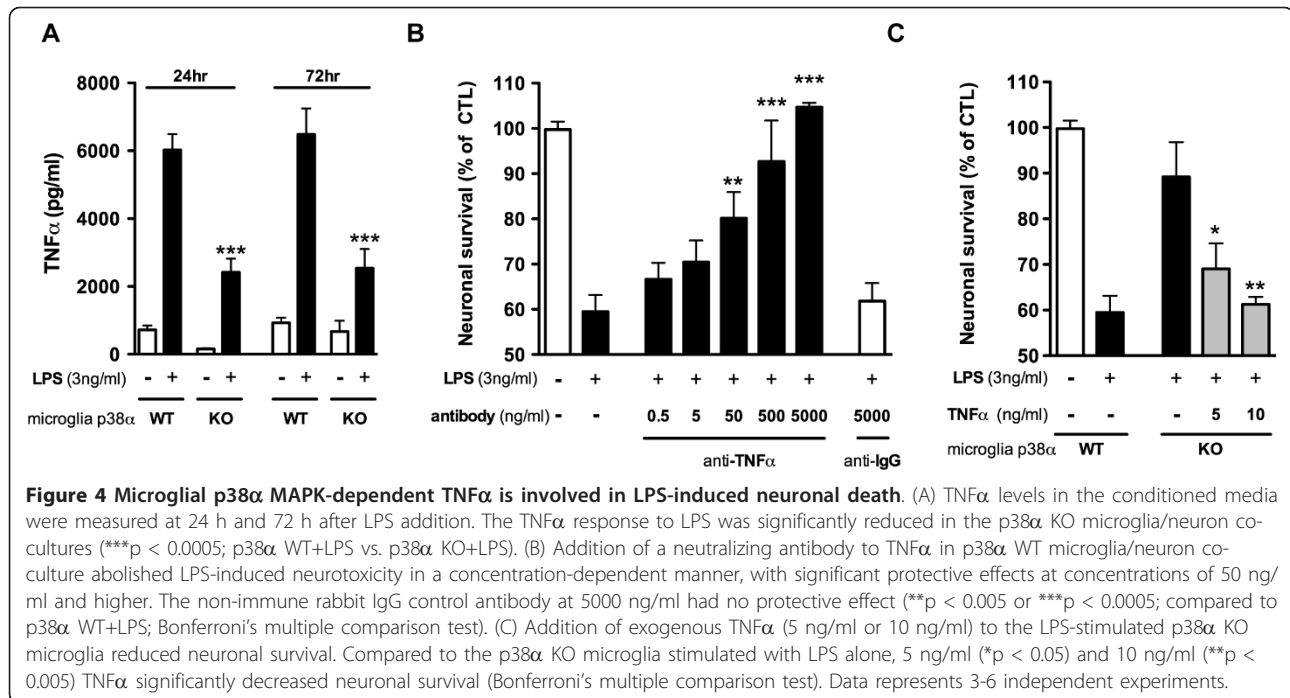 A
24hr
72hr
TNFα (pg/ml)
8000
6000
4000
2000
0
***
***
LPS (3ng/ml) - + - + - + - +
microglia p38α WT KO WT KO
B
Neuronal survival (% of CTL)
110
100
90
80
70
60
50
**
***
***
LPS (3ng/ml) - + + + + + + +
antibody (ng/ml) - - 0.5 5 50 500 5000 5000
anti-TNFα anti-IgG
C
Neuronal survival (% of CTL)
110
100
90
80
70
60
50
*
**
LPS (3ng/ml) - + + + +
TNFα (ng/ml) - 5 10
microglia p38α WT KO
Figure 4 Microglial p38α MAPK-dependent TNFα is involved in LPS-induced neuronal death. (A) TNFα levels in the conditioned media
were measured at 24 h and 72 h after LPS addition. The TNFα response to LPS was significantly reduced in the p38α KO microglia/neuron co-
cultures (***p < 0.0005; p38α WT+LPS vs. p38α KO+LPS). (B) Addition of a neutralizing antibody to TNFα in p38α WT microglia/neuron co-
culture abolished LPS-induced neurotoxicity in a concentration-dependent manner, with significant protective effects at concentrations of 50 ng/
ml and higher. The non-immune rabbit IgG control antibody at 5000 ng/ml had no protective effect (**p < 0.005 or ***p < 0.0005; compared to
p38α WT+LPS; Bonferroni's multiple comparison test). (C) Addition of exogenous TNFα (5 ng/ml or 10 ng/ml) to the LPS-stimulated p38α KO
microglia reduced neuronal survival. Compared to the p38α KO microglia stimulated with LPS alone, 5 ng/ml (*p < 0.05) and 10 ng/ml (**p <
0.005) TNFα significantly decreased neuronal survival (Bonferroni's multiple comparison test). Data represents 3-6 independent experiments.